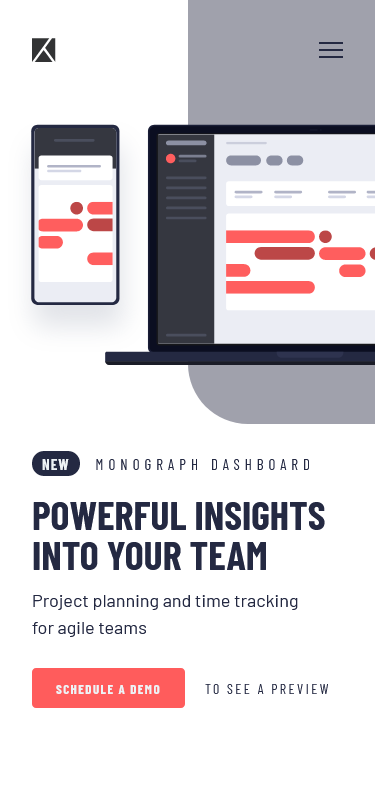 NEW MONOGRAPH DASHBOARD
POWERFUL INSIGHTS
INTO YOUR TEAM
Project planning and time tracking
for agile teams
SCHEDULE A DEMO TO SEE A PREVIEW